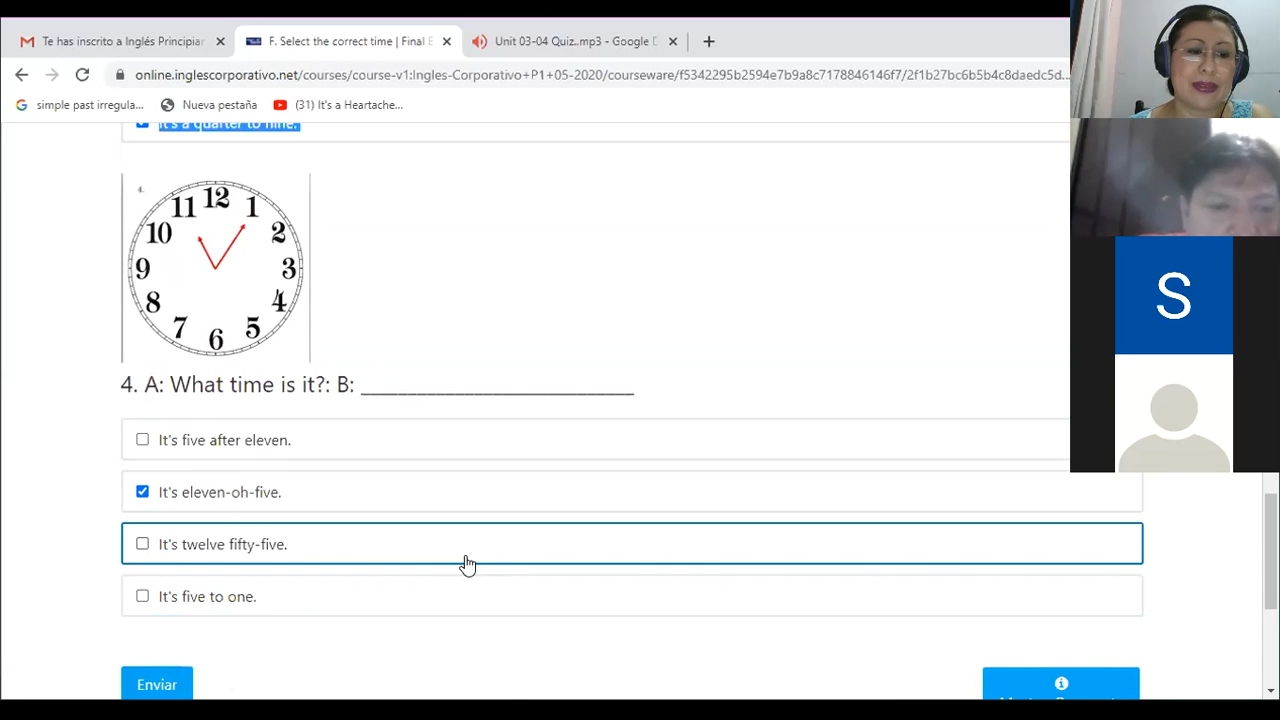 Te has inscrito a Inglés Principian
F. Select the correct time | Final E
Unit 03-04 Quiz..mp3 - Google D
online.inglescorporativo.net/courses/course-v1:Ingles-Corporativo+P1+05-2020/courseware/f5342295b2594e7b9a8c7178846146f7/2f1b27bc6b5b4c8daedc5d...
simple past irregula...
Nueva pestaña
(31) It's a Heartache...
It's a quarter to nine.
4.
12
11 1
10 2
9 3
8 4
7 5
6
4. A: What time is it?: B: ____________________________
It's five after eleven.
It's eleven-oh-five.
It's twelve fifty-five.
It's five to one.
Enviar
S